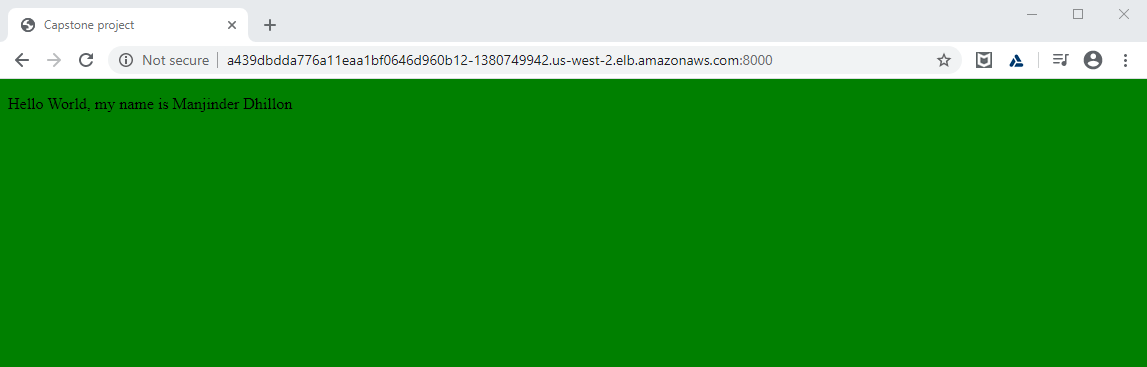 Capstone project
Not secure
a439dbdda776a11eaa1bf0646d960b12-1380749942.us-west-2.elb.amazonaws.com:8000
Hello World, my name is Manjinder Dhillon